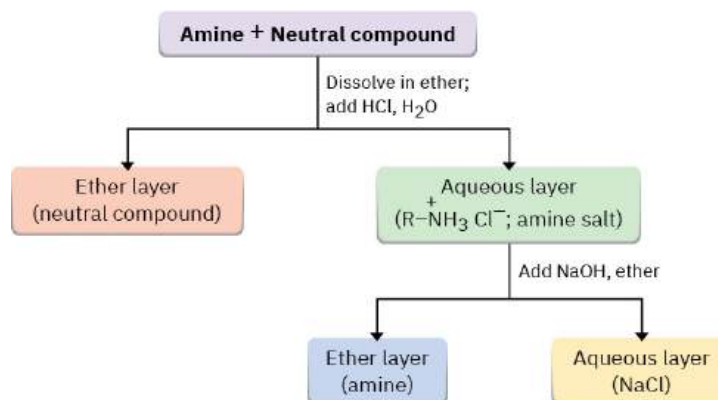 Amine + Neutral compound
Dissolve in ether;
add HCl, H₂O
Ether layer
(neutral compound)
Aqueous layer
(R–N⁺H₃ Cl⁻; amine salt)
Add NaOH, ether
Ether layer
(amine)
Aqueous layer
(NaCl)